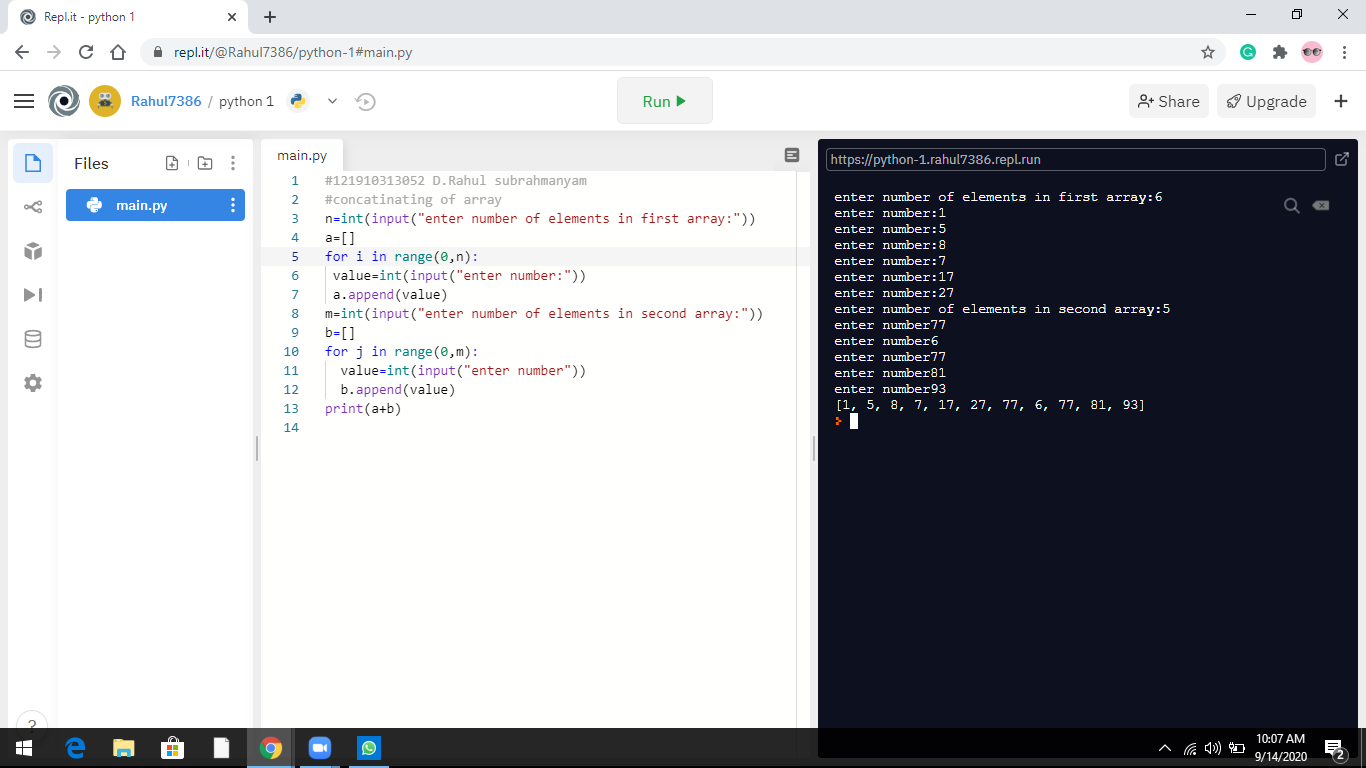 Repl.it - python 1
repl.it/@Rahul7386/python-1#main.py
Rahul7386 / python 1
Run
Share
Upgrade
Files
main.py
main.py
1 #121910313052 D.Rahul subrahmanyam
2 #concatinating of array
3 n=int(input("enter number of elements in first array:"))
4 a=[]
5 for i in range(0,n):
6  value=int(input("enter number:"))
7  a.append(value)
8 m=int(input("enter number of elements in second array:"))
9 b=[]
10 for j in range(0,m):
11   value=int(input("enter number"))
12   b.append(value)
13 print(a+b)
14
https://python-1.rahul7386.repl.run
enter number of elements in first array:6
enter number:1
enter number:5
enter number:8
enter number:7
enter number:17
enter number:27
enter number of elements in second array:5
enter number77
enter number6
enter number77
enter number81
enter number93
[1, 5, 8, 7, 17, 27, 77, 6, 77, 81, 93]
?
10:07 AM
9/14/2020
2